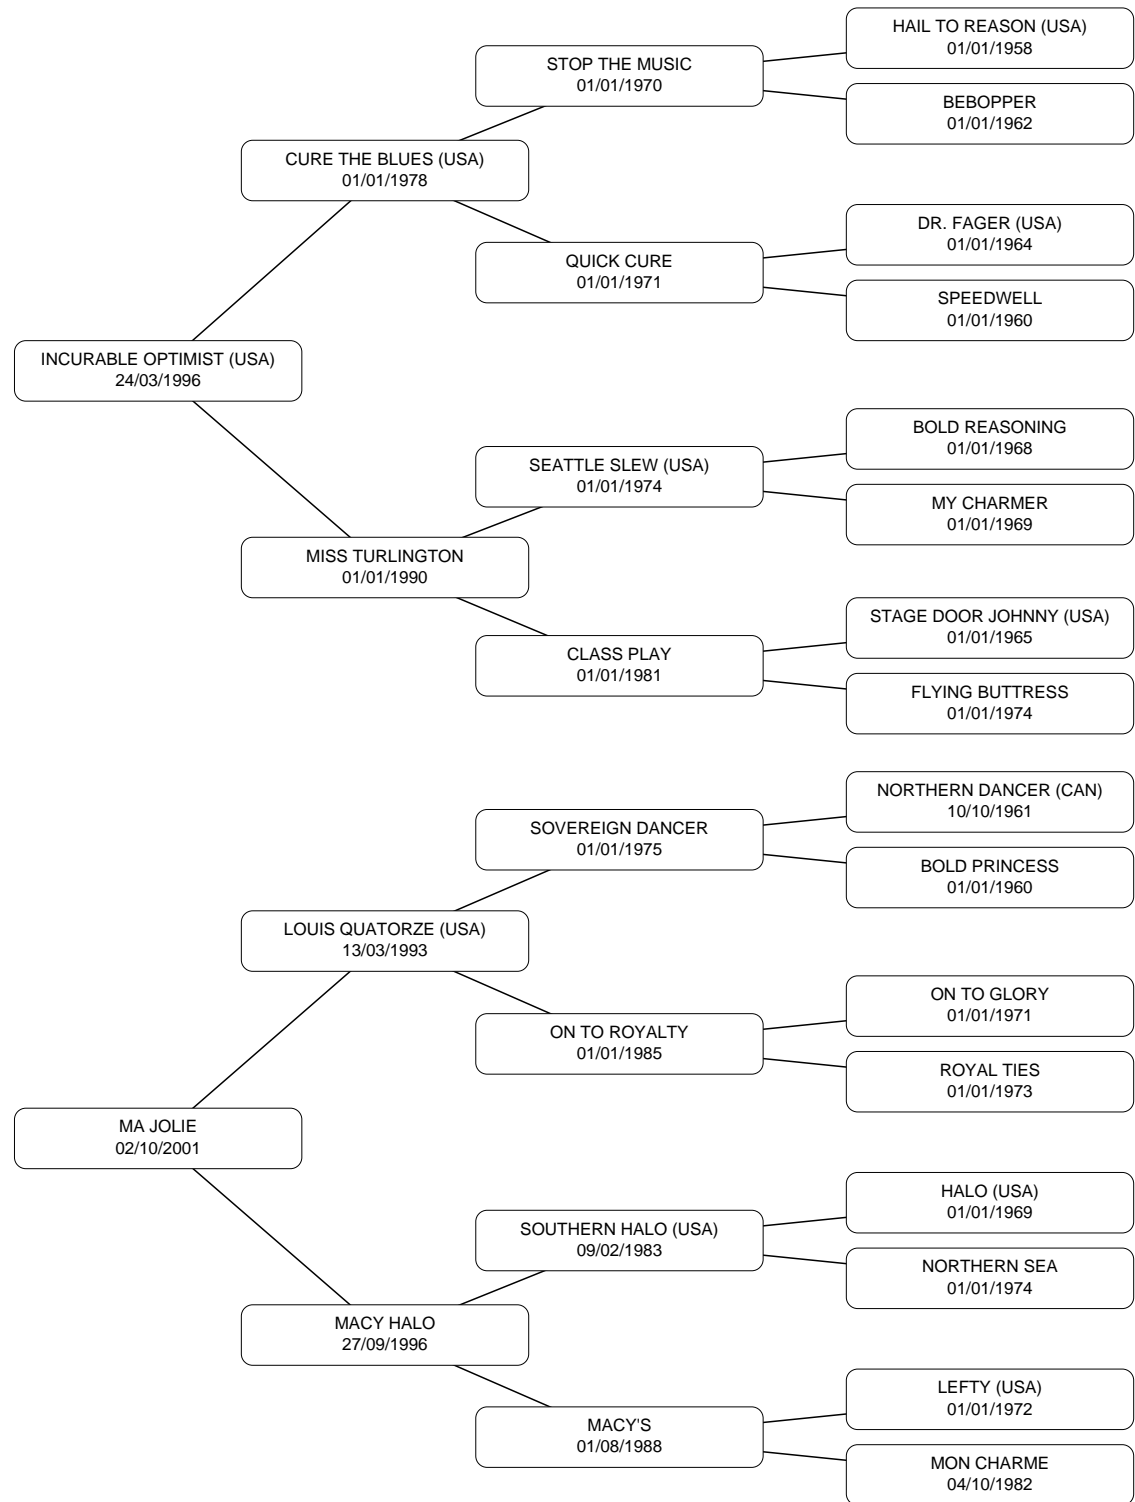 HAIL TO REASON (USA)
01/01/1958
STOP THE MUSIC
01/01/1970
BEBOPPER
01/01/1962
CURE THE BLUES (USA)
01/01/1978
DR. FAGER (USA)
01/01/1964
QUICK CURE
01/01/1971
SPEEDWELL
01/01/1960
INCURABLE OPTIMIST (USA)
24/03/1996
BOLD REASONING
01/01/1968
SEATTLE SLEW (USA)
01/01/1974
MY CHARMER
01/01/1969
MISS TURLINGTON
01/01/1990
STAGE DOOR JOHNNY (USA)
01/01/1965
CLASS PLAY
01/01/1981
FLYING BUTTRESS
01/01/1974
NORTHERN DANCER (CAN)
10/10/1961
SOVEREIGN DANCER
01/01/1975
BOLD PRINCESS
01/01/1960
LOUIS QUATORZE (USA)
13/03/1993
ON TO GLORY
01/01/1971
ON TO ROYALTY
01/01/1985
ROYAL TIES
01/01/1973
MA JOLIE
02/10/2001
HALO (USA)
01/01/1969
SOUTHERN HALO (USA)
09/02/1983
NORTHERN SEA
01/01/1974
MACY HALO
27/09/1996
LEFTY (USA)
01/01/1972
MACY'S
01/08/1988
MON CHARME
04/10/1982